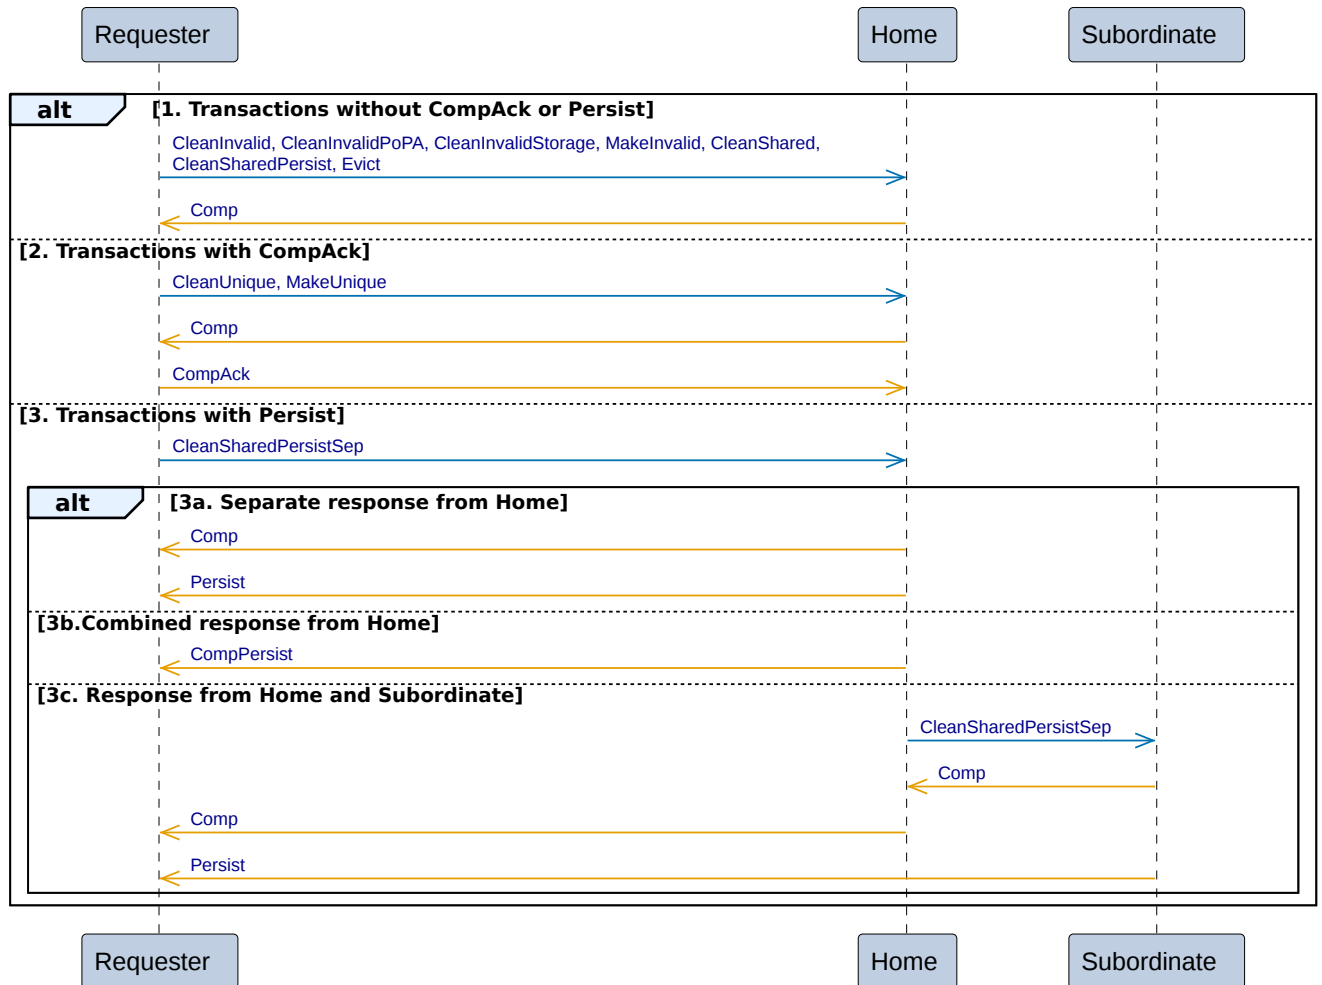 Requester
Home
Subordinate
alt
[1. Transactions without CompAck or Persist]
CleanInvalid, CleanInvalidPoPA, CleanInvalidStorage, MakeInvalid, CleanShared,
CleanSharedPersist, Evict
Comp
[2. Transactions with CompAck]
CleanUnique, MakeUnique
Comp
CompAck
[3. Transactions with Persist]
CleanSharedPersistSep
alt
[3a. Separate response from Home]
Comp
Persist
[3b.Combined response from Home]
CompPersist
[3c. Response from Home and Subordinate]
CleanSharedPersistSep
Comp
Comp
Persist
Requester
Home
Subordinate